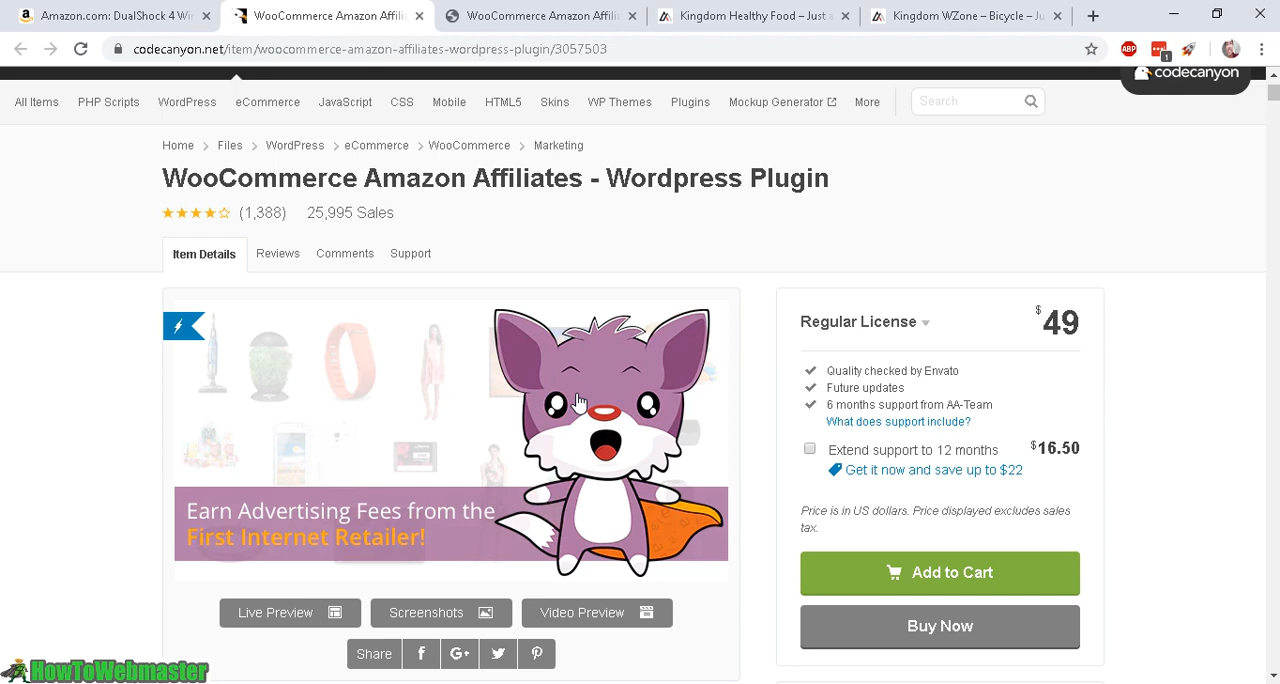 Amazon.com: DualShock 4 Wi
WooCommerce Amazon Affilia
WooCommerce Amazon Affilia
Kingdom Healthy Food – Just a
Kingdom WZone – Bicycle – Ju
codecanyon.net/item/woocommerce-amazon-affiliates-wordpress-plugin/3057503
ABP
1
codecanyon
All Items PHP Scripts WordPress eCommerce JavaScript CSS Mobile HTML5 Skins WP Themes Plugins Mockup Generator More Search
Home > Files > WordPress > eCommerce > WooCommerce > Marketing
WooCommerce Amazon Affiliates - Wordpress Plugin
(1,388) 25,995 Sales
Item Details Reviews Comments Support
Regular License $49
Quality checked by Envato
Future updates
6 months support from AA-Team
What does support include?
Extend support to 12 months $16.50
Get it now and save up to $22
Price is in US dollars. Price displayed excludes sales
tax.
Earn Advertising Fees from the
First Internet Retailer!
Add to Cart
Live Preview Screenshots Video Preview
Buy Now
Share f G+
HowToWebmaster